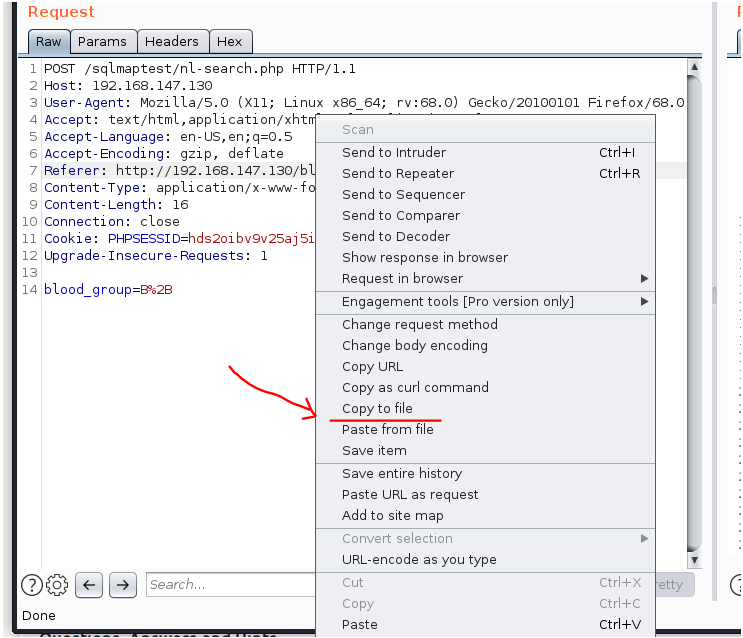 Request
Raw Params Headers Hex
1 POST /sqlmaptest/nl-search.php HTTP/1.1
2 Host: 192.168.147.130
3 User-Agent: Mozilla/5.0 (X11; Linux x86_64; rv:68.0) Gecko/20100101 Firefox/68.0
4 Accept: text/html,application/xhtm
5 Accept-Language: en-US,en;q=0.5
6 Accept-Encoding: gzip, deflate
7 Referer: http://192.168.147.130/bl
8 Content-Type: application/x-www-fo
9 Content-Length: 16
10 Connection: close
11 Cookie: PHPSESSID=hds2oibv9v25aj5i
12 Upgrade-Insecure-Requests: 1
13
14 blood_group=B%2B
Scan
Send to Intruder Ctrl+I
Send to Repeater Ctrl+R
Send to Sequencer
Send to Comparer
Send to Decoder
Show response in browser
Request in browser
Engagement tools [Pro version only]
Change request method
Change body encoding
Copy URL
Copy as curl command
Copy to file
Paste from file
Save item
Save entire history
Paste URL as request
Add to site map
Convert selection
URL-encode as you type
Cut Ctrl+X
Copy Ctrl+C
Paste Ctrl+V
? Search... retty
Done